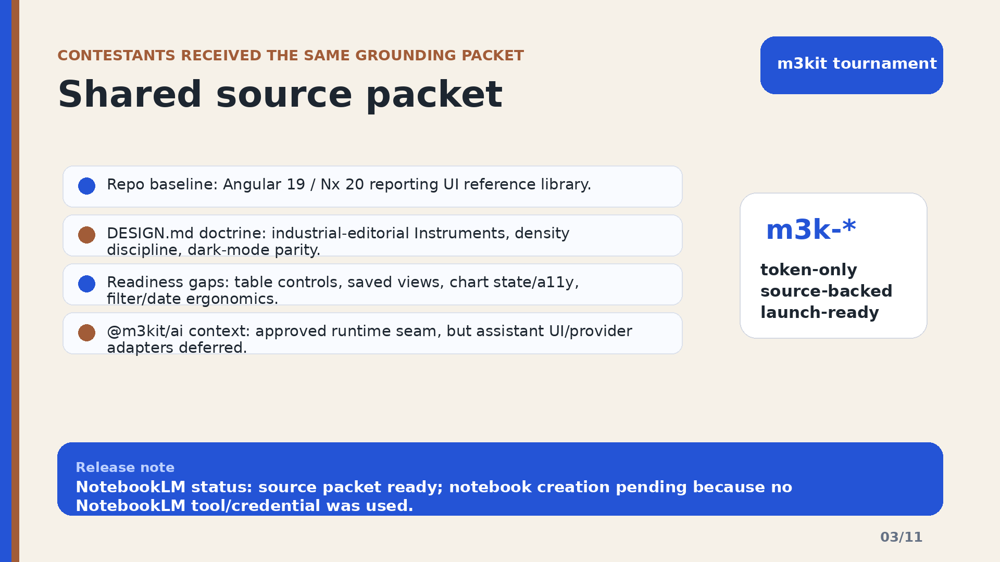 CONTESTANTS RECEIVED THE SAME GROUNDING PACKET
Shared source packet
m3kit tournament
Repo baseline: Angular 19 / Nx 20 reporting UI reference library.
DESIGN.md doctrine: industrial-editorial Instruments, density
discipline, dark-mode parity.
Readiness gaps: table controls, saved views, chart state/a11y,
filter/date ergonomics.
@m3kit/ai context: approved runtime seam, but assistant UI/provider
adapters deferred.
m3k-*
token-only
source-backed
launch-ready
Release note
NotebookLM status: source packet ready; notebook creation pending because no
NotebookLM tool/credential was used.
03/11